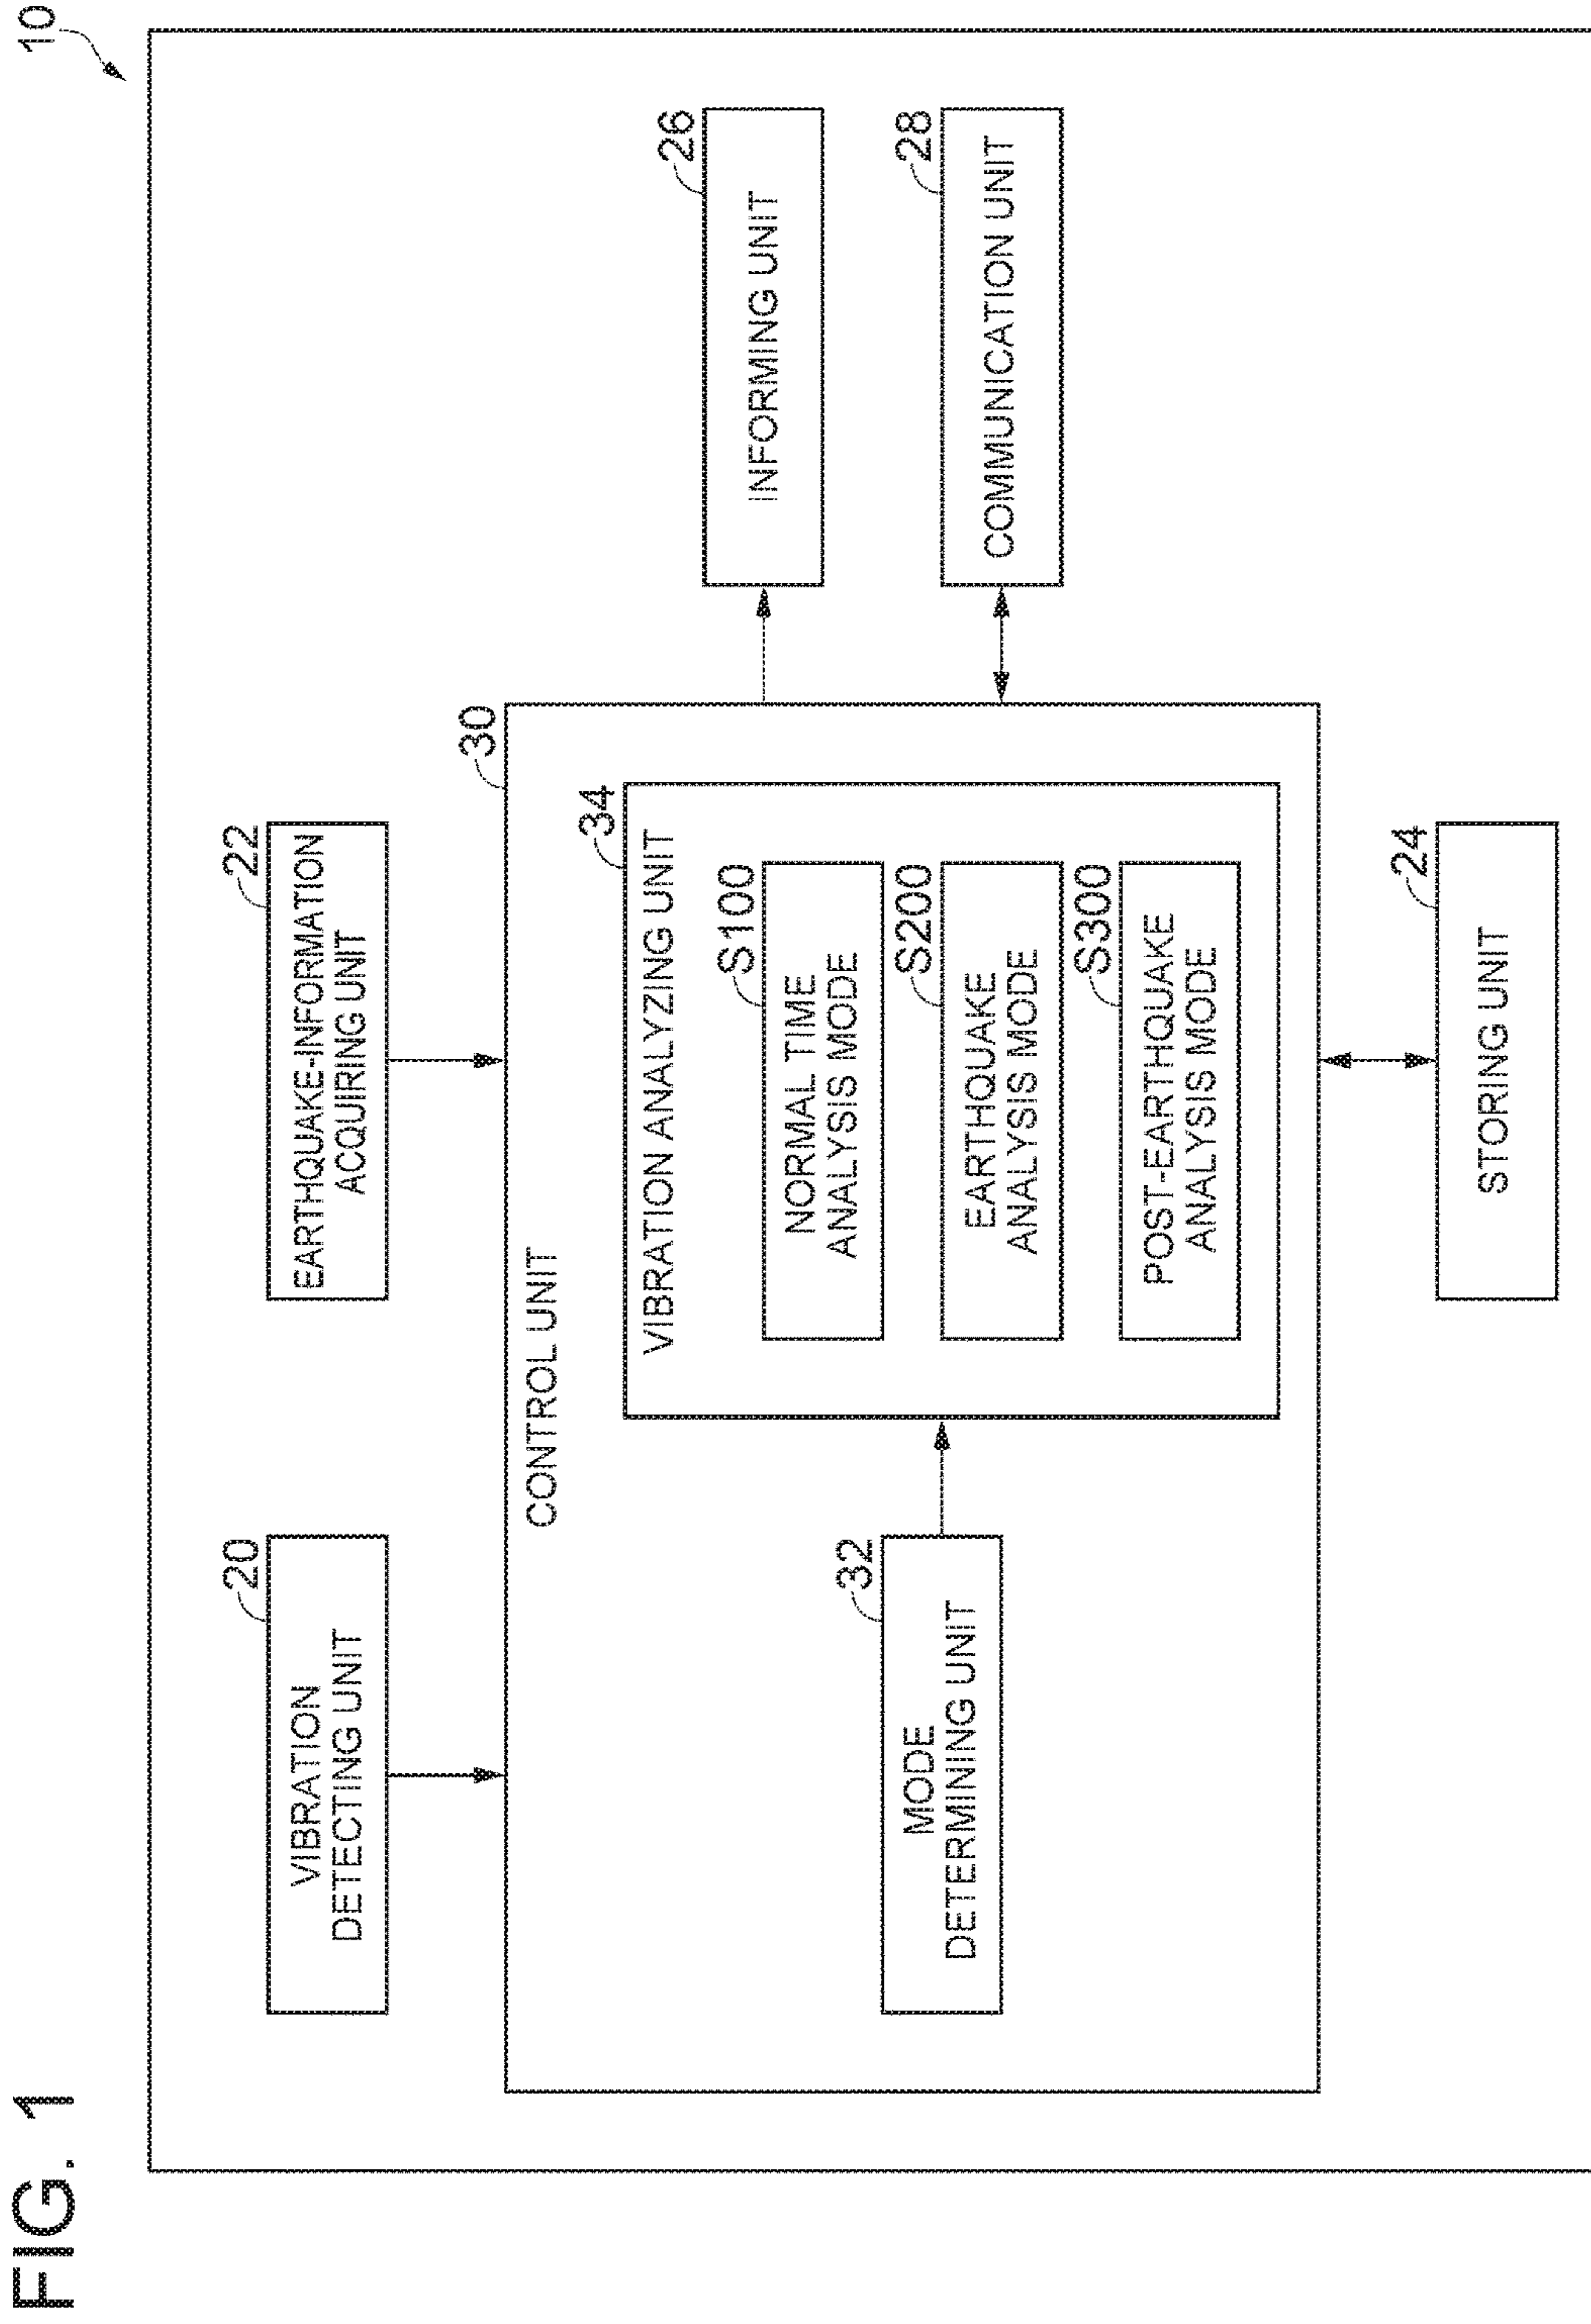 FIG. 1
10
20
VIBRATION
DETECTING UNIT
22
EARTHQUAKE-INFORMATION
ACQUIRING UNIT
30
CONTROL UNIT
32
MODE
DETERMINING UNIT
34
VIBRATION ANALYZING UNIT
S100
NORMAL TIME
ANALYSIS MODE
S200
EARTHQUAKE
ANALYSIS MODE
S300
POST-EARTHQUAKE
ANALYSIS MODE
26
INFORMING UNIT
28
COMMUNICATION UNIT
24
STORING UNIT